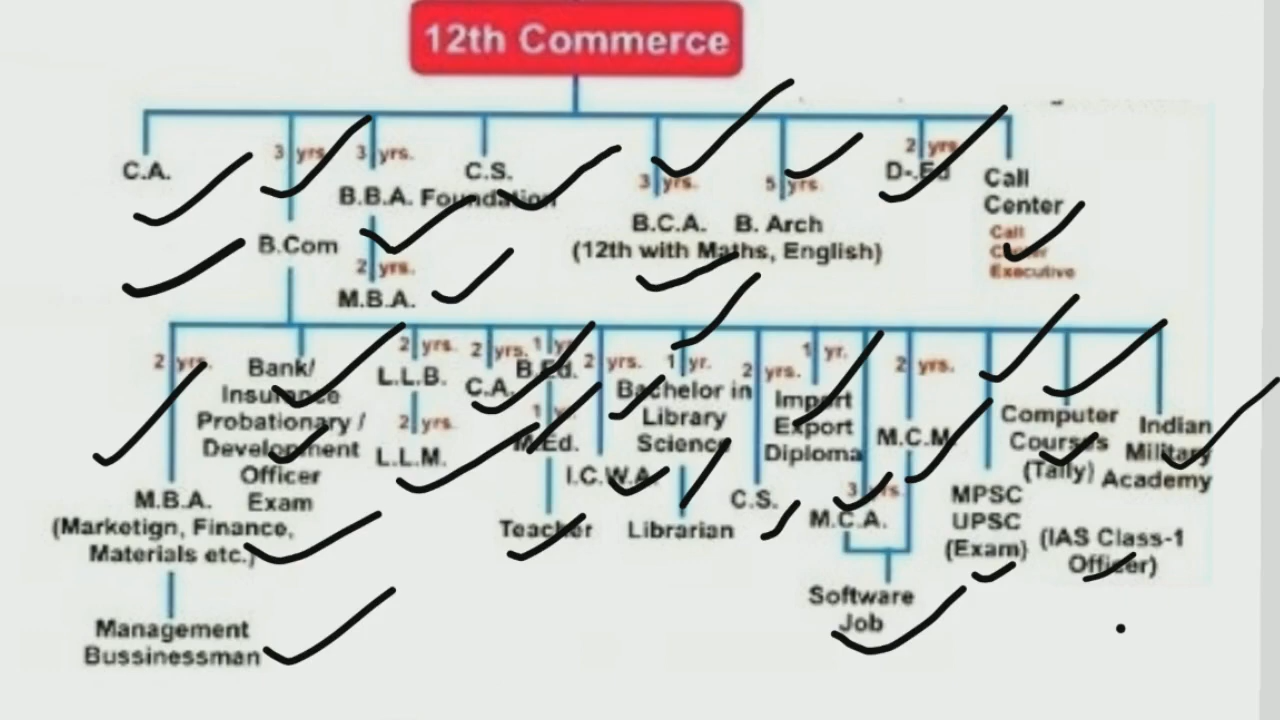 12th Commerce
C.A.
3 yrs.
B.Com
3 yrs.
B.B.A.
2 yrs.
M.B.A.
C.S.
Foundation
3 yrs.
B.C.A.
5 yrs.
B. Arch
(12th with Maths, English)
2 yrs
D-.Ed
Call
Center
Call
Center
Executive
2 yrs.
M.B.A.
(Marketign, Finance,
Materials etc.)
Management
Bussinessman
Bank/
Insurance
Probationary /
Development
Officer
Exam
2 yrs.
L.L.B.
2 yrs.
L.L.M.
2 yrs.
C.A.
1 yr.
B.Ed.
1 yr.
M.Ed.
Teacher
2 yrs.
I.C.W.A.
1 yr.
Bachelor in
Library
Science
Librarian
2 yrs.
C.S.
1 yr.
Import
Export
Diploma
3 yrs.
M.C.A.
2 yrs.
M.C.M.
Software
Job
MPSC
UPSC
(Exam)
Computer
Courses
(Tally)
(IAS Class-1
Officer)
Indian
Military
Academy